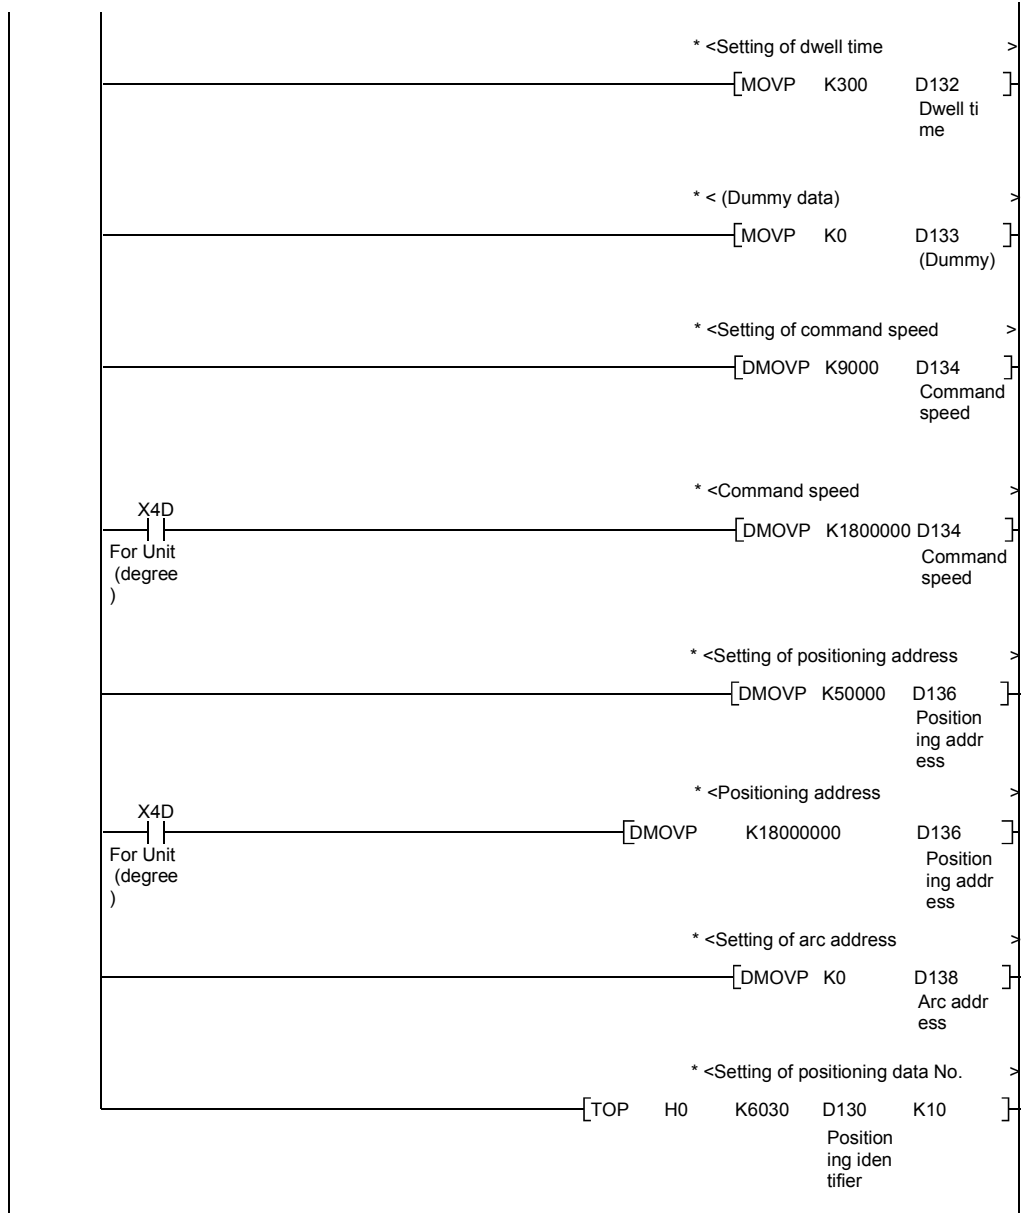 * <Setting of dwell time >
MOVP K300 D132
Dwell ti
me
* < (Dummy data) >
MOVP K0 D133
(Dummy)
* <Setting of command speed >
DMOVP K9000 D134
Command
speed
* <Command speed >
X4D
DMOVP K1800000 D134
For Unit
(degree
)
Command
speed
* <Setting of positioning address >
DMOVP K50000 D136
Position
ing addr
ess
* <Positioning address >
X4D
DMOVP K18000000 D136
For Unit
(degree
)
Position
ing addr
ess
* <Setting of arc address >
DMOVP K0 D138
Arc addr
ess
* <Setting of positioning data No. >
TOP H0 K6030 D130 K10
Position
ing iden
tifier